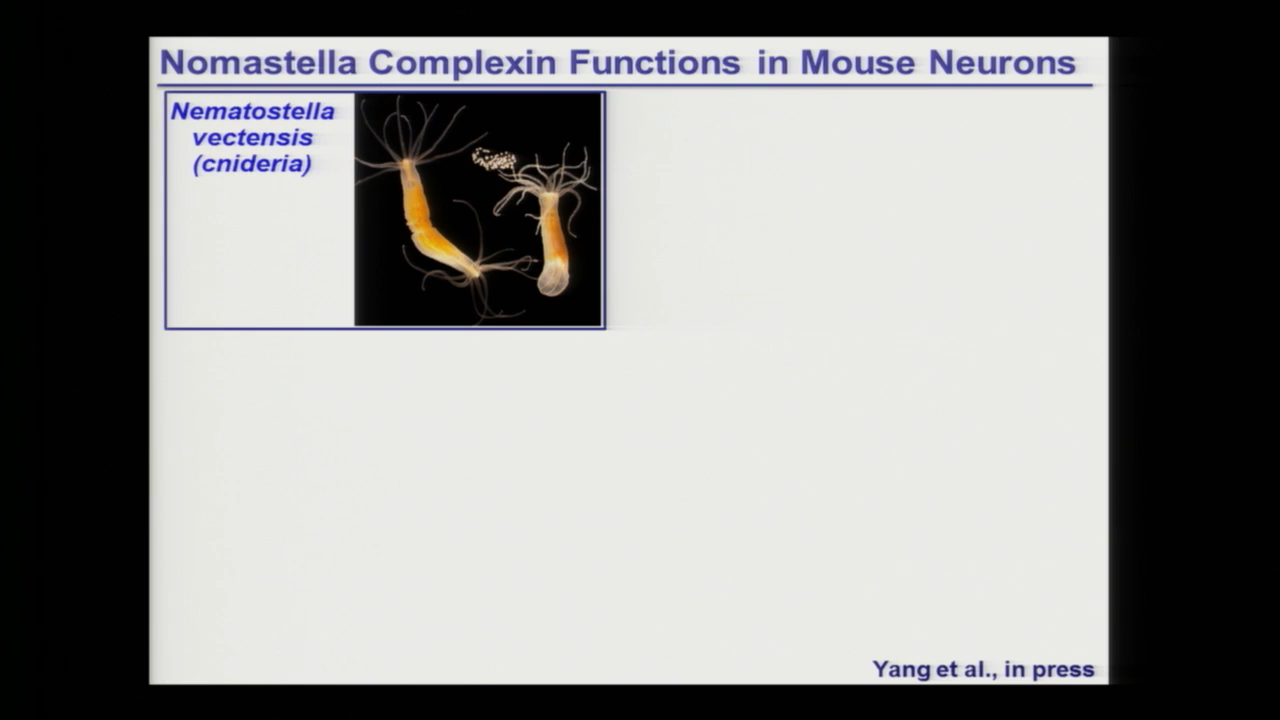 Nomastella Complexin Functions in Mouse Neurons
Nematostella
vectensis
(cnideria)
Yang et al., in press